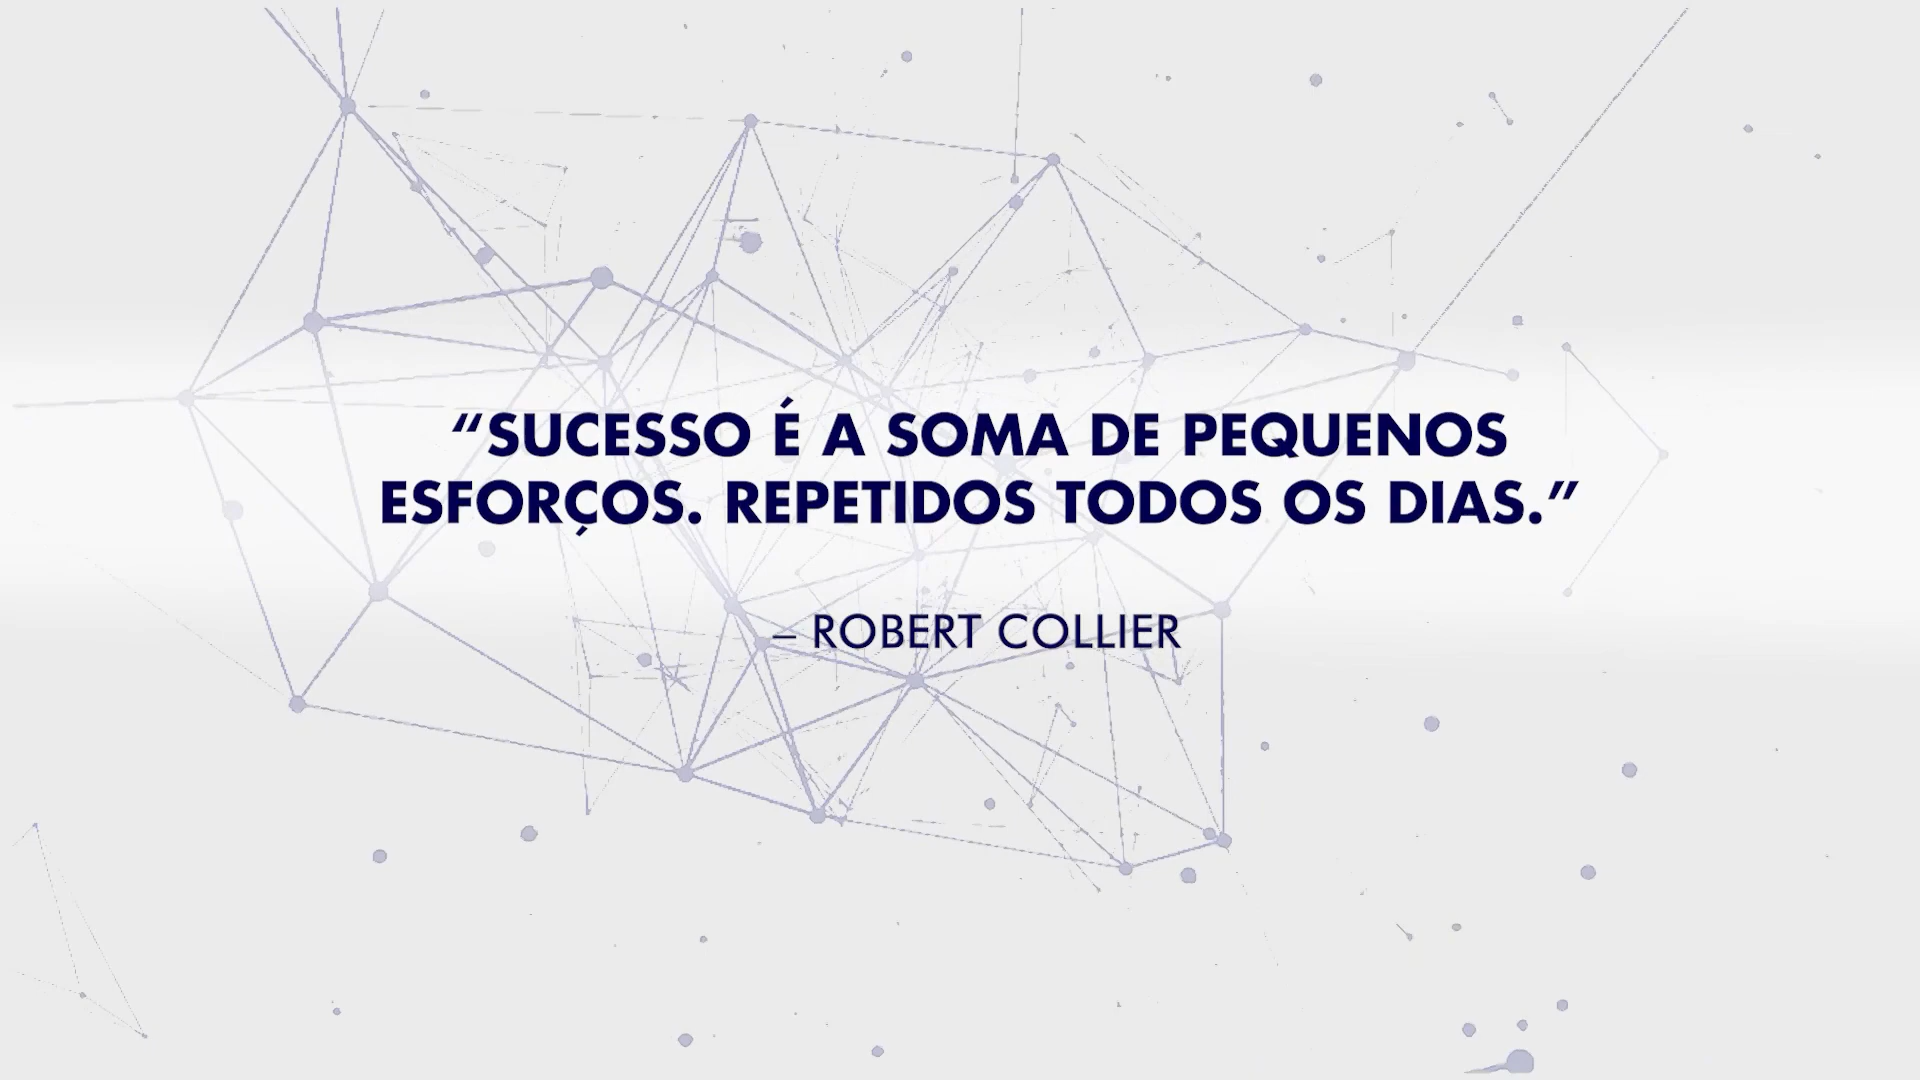 “SUCESSO É A SOMA DE PEQUENOS
ESFORÇOS. REPETIDOS TODOS OS DIAS.”
– ROBERT COLLIER